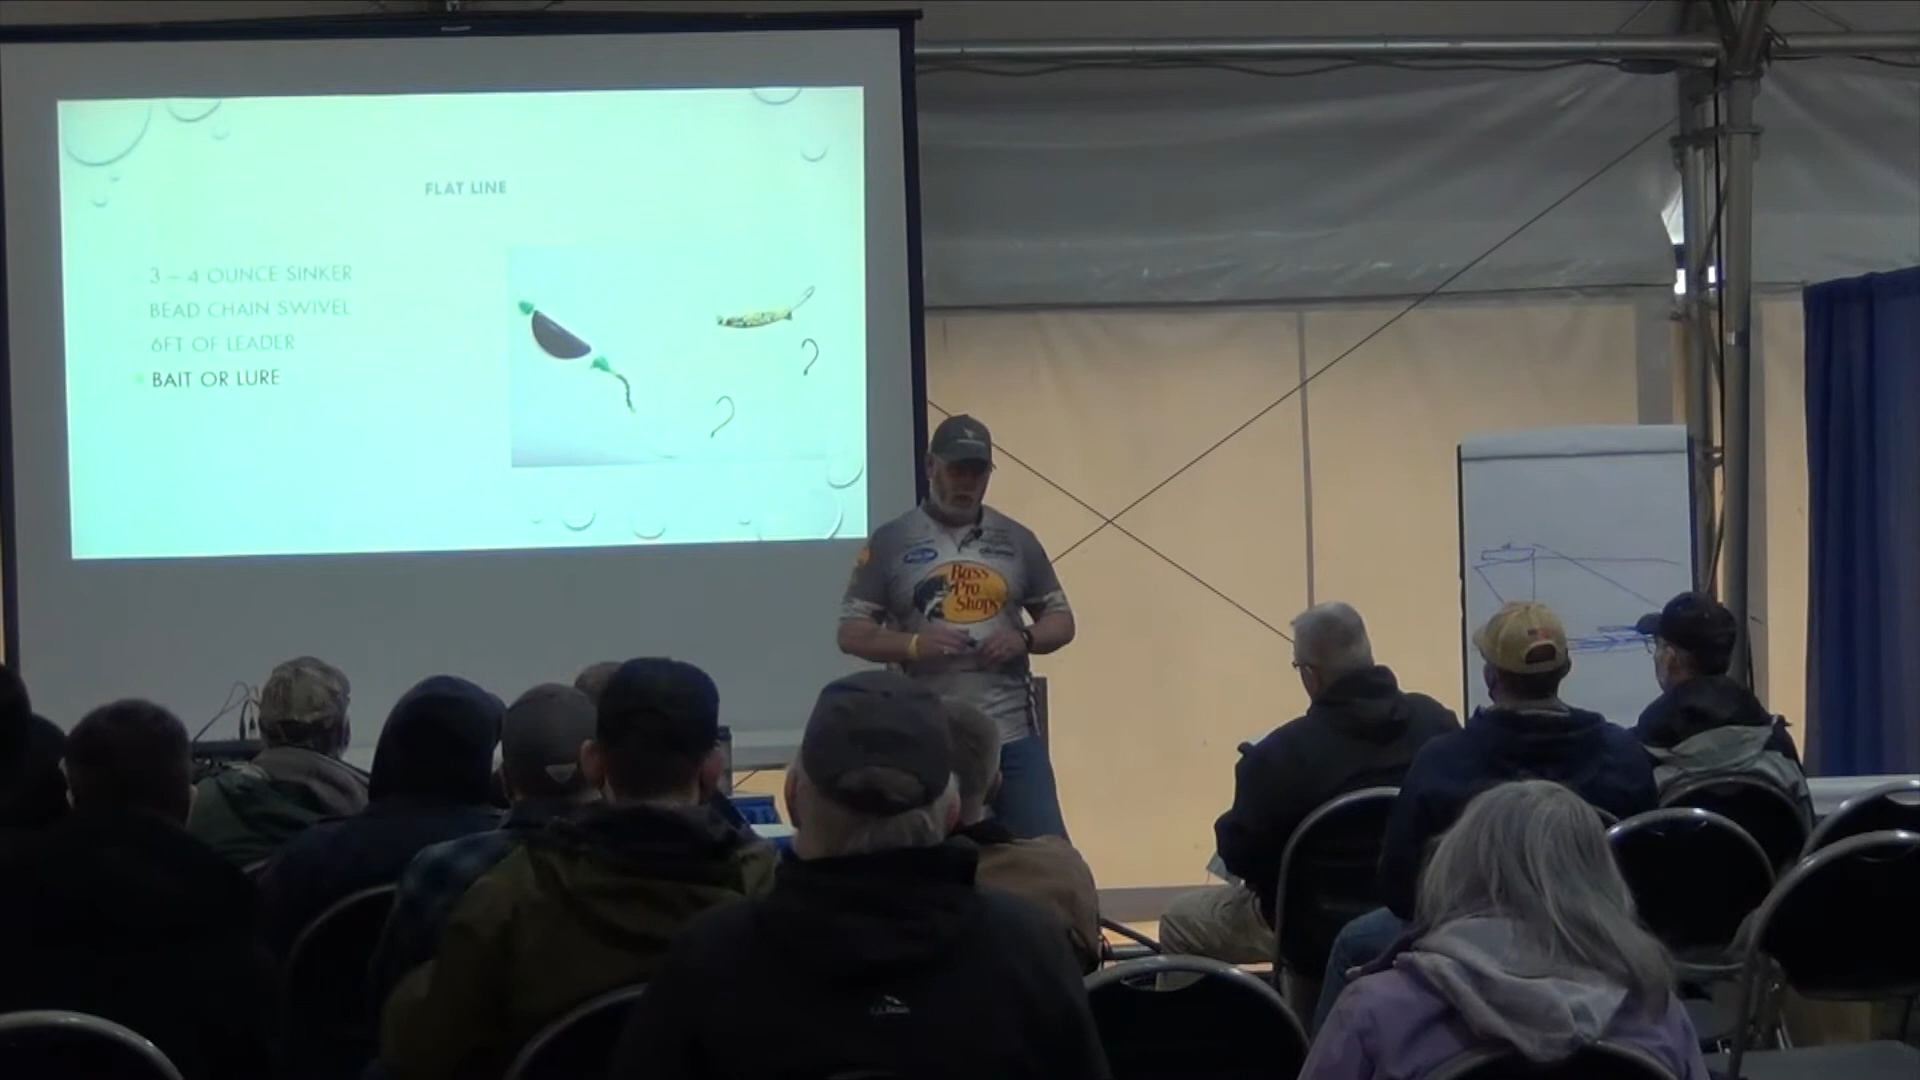 FLAT LINE
3 – 4 OUNCE SINKER
BEAD CHAIN SWIVEL
6FT OF LEADER
BAIT OR LURE
Bass
Pro
Shops